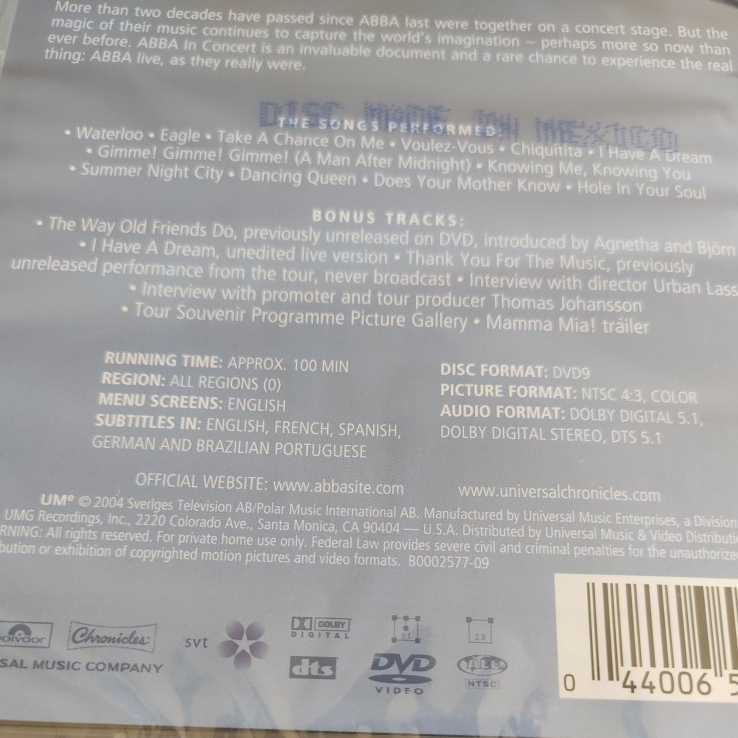 More than two decades have passed since ABBA last were together on a concert stage. But the
magic of their music continues to capture the world's imagination – perhaps more so now than
ever before. ABBA In Concert is an invaluable document and a rare chance to experience the real
thing: ABBA live, as they really were.
DISC MADE IN MEXICO
THE SONGS PERFORMED:
• Waterloo • Eagle • Take A Chance On Me • Voulez-Vous • Chiquitita • I Have A Dream
• Gimme! Gimme! Gimme! (A Man After Midnight) • Knowing Me, Knowing You
• Summer Night City • Dancing Queen • Does Your Mother Know • Hole In Your Soul
BONUS TRACKS:
• The Way Old Friends Do, previously unreleased on DVD, introduced by Agnetha and Björn
• I Have A Dream, unedited live version • Thank You For The Music, previously
unreleased performance from the tour, never broadcast • Interview with director Urban Lass
• Interview with promoter and tour producer Thomas Johansson
• Tour Souvenir Programme Picture Gallery • Mamma Mia! trailer
RUNNING TIME: APPROX. 100 MIN
REGION: ALL REGIONS (0)
MENU SCREENS: ENGLISH
SUBTITLES IN: ENGLISH, FRENCH, SPANISH,
GERMAN AND BRAZILIAN PORTUGUESE
DISC FORMAT: DVD9
PICTURE FORMAT: NTSC 4:3, COLOR
AUDIO FORMAT: DOLBY DIGITAL 5.1,
DOLBY DIGITAL STEREO, DTS 5.1
OFFICIAL WEBSITE: www.abbasite.com www.universalchronicles.com
UMe © 2004 Sveriges Television AB/Polar Music International AB. Manufactured by Universal Music Enterprises, a Division
UMG Recordings, Inc., 2220 Colorado Ave., Santa Monica, CA 90404 — U.S.A. Distributed by Universal Music & Video Distributi
RNING: All rights reserved. For private home use only. Federal Law provides severe civil and criminal penalties for the unauthorize
bution or exhibition of copyrighted motion pictures and video formats. B0002577-09
Chronicles svt DOLBY
DIGITAL
SAL MUSIC COMPANY dts DVD
VIDEO ALL
NTSC
0 44006 5